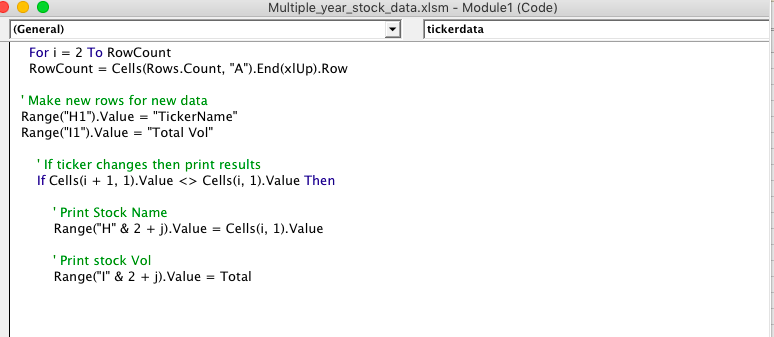 Multiple_year_stock_data.xlsm - Module1 (Code)
(General)
tickerdata
For i = 2 To RowCount
RowCount = Cells(Rows.Count, "A").End(xlUp).Row
' Make new rows for new data
Range("H1").Value = "TickerName"
Range("I1").Value = "Total Vol"
' If ticker changes then print results
If Cells(i + 1, 1).Value <> Cells(i, 1).Value Then
' Print Stock Name
Range("H" & 2 + j).Value = Cells(i, 1).Value
' Print stock Vol
Range("I" & 2 + j).Value = Total